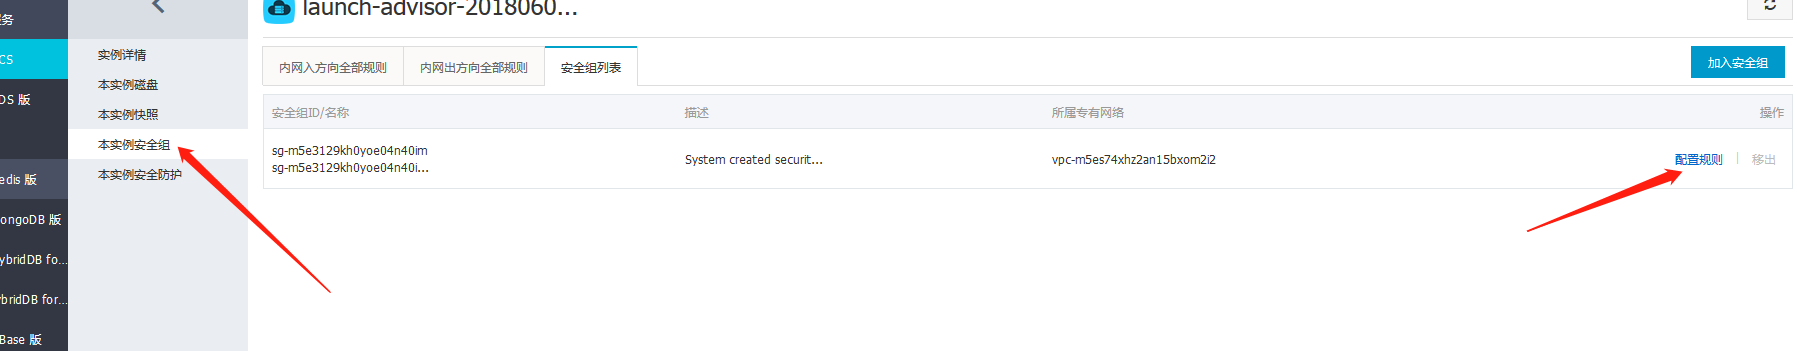 launch-advisor-2018060...
CS
DS 版
edis 版
ongoDB 版
ybridDB fo...
ybridDB for...
Base 版
实例详情
本实例磁盘
本实例快照
本实例安全组
本实例安全防护
内网入方向全部规则 内网出方向全部规则 安全组列表
加入安全组
安全组ID/名称 描述 所属专有网络 操作
sg-m5e3129kh0yoe04n40im
sg-m5e3129kh0yoe04n40i...
System created securit...
vpc-m5es74xhz2an15bxom2i2
配置规则 | 移出